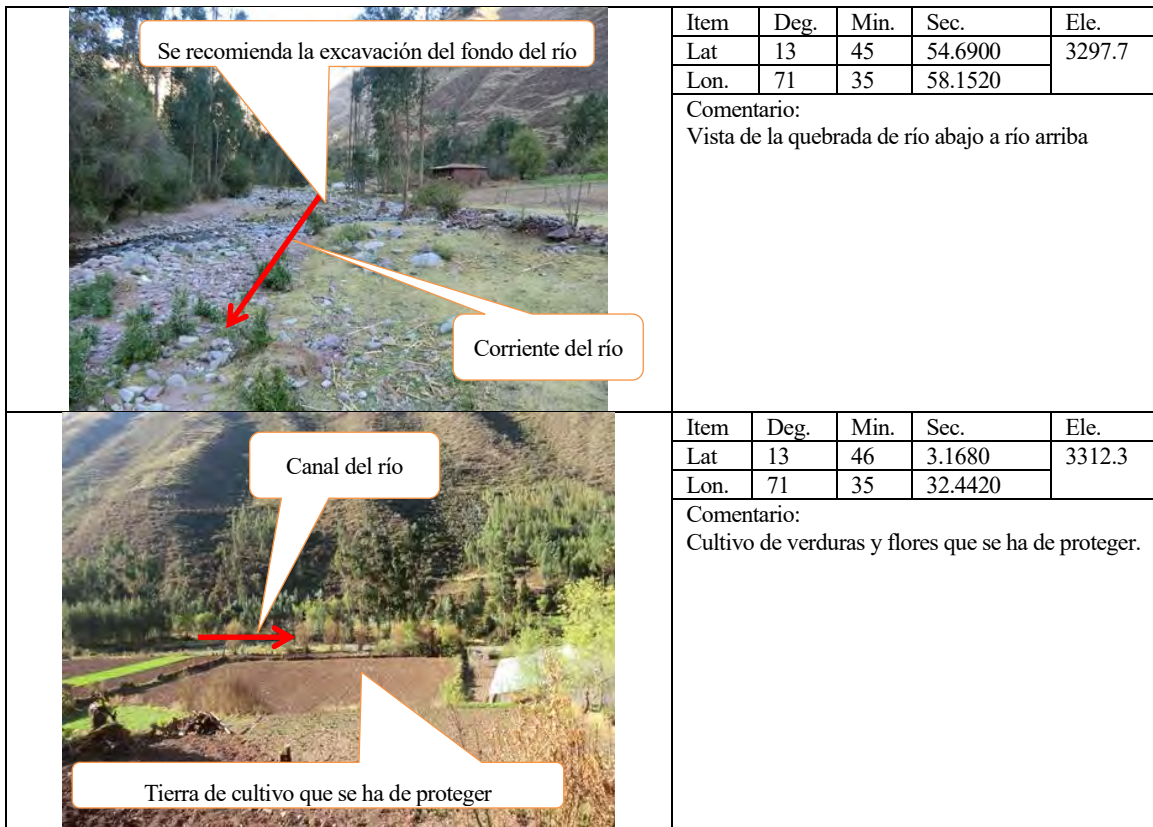 Se recomienda la excavación del fondo del río
Corriente del río
Item Deg. Min. Sec. Ele.
Lat 13 45 54.6900 3297.7
Lon. 71 35 58.1520
Comentario:
Vista de la quebrada de río abajo a río arriba
Canal del río
Tierra de cultivo que se ha de proteger
Item Deg. Min. Sec. Ele.
Lat 13 46 3.1680 3312.3
Lon. 71 35 32.4420
Comentario:
Cultivo de verduras y flores que se ha de proteger.